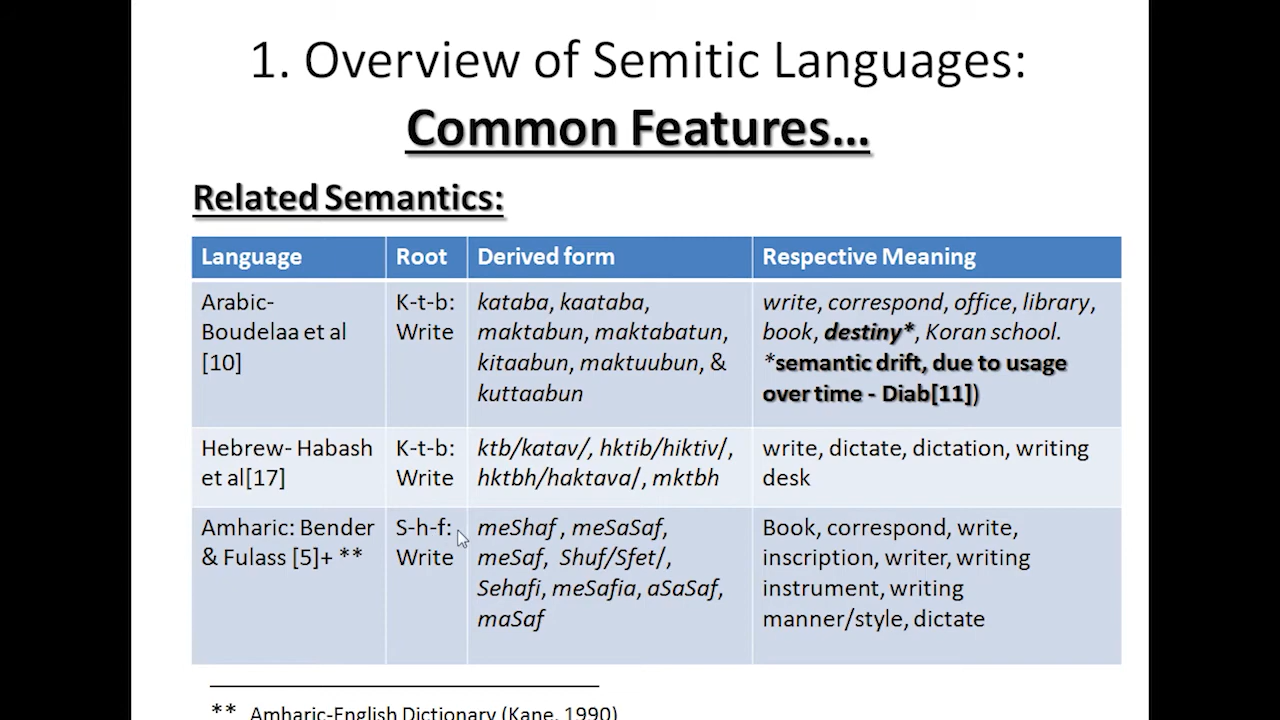 1. Overview of Semitic Languages:
Common Features...
Related Semantics:
Language Root Derived form Respective Meaning
Arabic- Boudelaa et al [10]
K-t-b: Write
kataba, kaataba,
maktabun, maktabatun,
kitaabun, maktuubun, &
kuttaabun
write, correspond, office, library,
book, destiny*, Koran school.
*semantic drift, due to usage
over time - Diab[11])
Hebrew- Habash
et al[17]
K-t-b:
Write
ktb/katav/, hktib/hiktiv/,
hktbh/haktava/, mktbh
write, dictate, dictation, writing
desk
Amharic: Bender
& Fulass [5]+ **
S-h-f:
Write
meShaf , meSaSaf,
meSaf, Shuf/Sfet/,
Sehafi, meSafia, aSaSaf,
maSaf
Book, correspond, write,
inscription, writer, writing
instrument, writing
manner/style, dictate
** Amharic-English Dictionary (Kane, 1990)